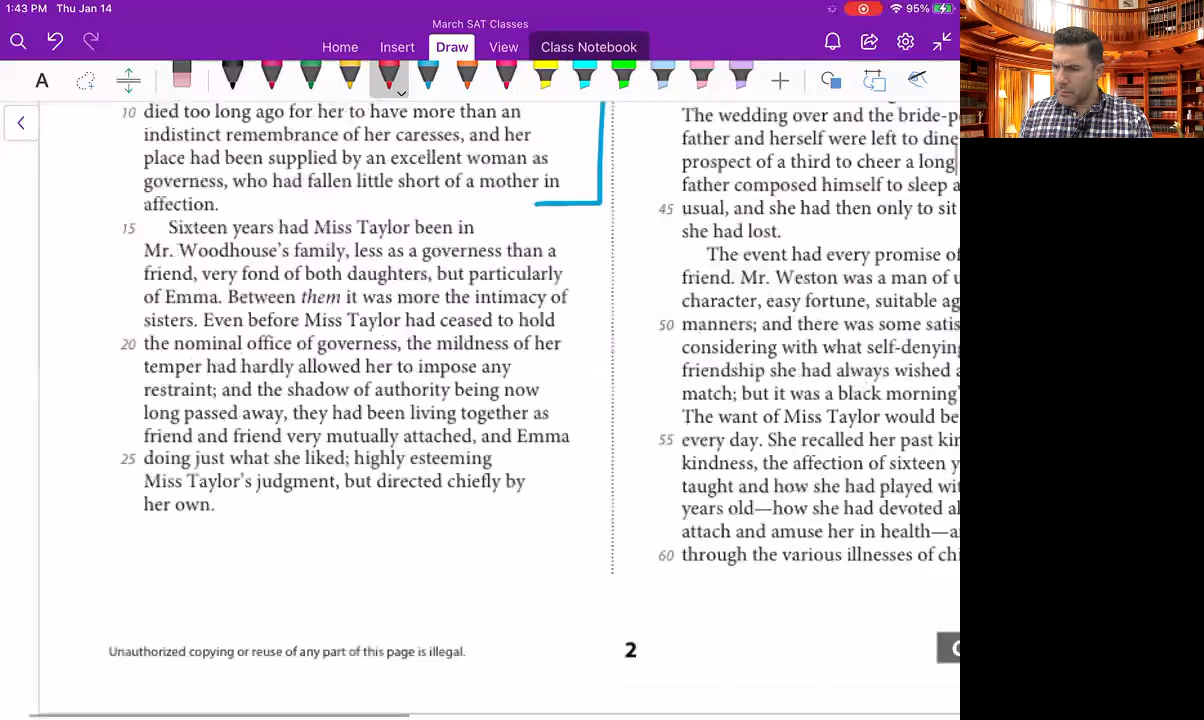 1:43 PM Thu Jan 14
March SAT Classes
95%
Home Insert Draw View Class Notebook
A
10 died too long ago for her to have more than an
indistinct remembrance of her caresses, and her
place had been supplied by an excellent woman as
governess, who had fallen little short of a mother in
affection.
15 Sixteen years had Miss Taylor been in
Mr. Woodhouse's family, less as a governess than a
friend, very fond of both daughters, but particularly
of Emma. Between them it was more the intimacy of
sisters. Even before Miss Taylor had ceased to hold
20 the nominal office of governess, the mildness of her
temper had hardly allowed her to impose any
restraint; and the shadow of authority being now
long passed away, they had been living together as
friend and friend very mutually attached, and Emma
25 doing just what she liked; highly esteeming
Miss Taylor's judgment, but directed chiefly by
her own.
The wedding over and the bride-p
father and herself were left to dine
prospect of a third to cheer a long
father composed himself to sleep a
45 usual, and she had then only to sit
she had lost.
The event had every promise of
friend. Mr. Weston was a man of u
character, easy fortune, suitable ag
50 manners; and there was some satis
considering with what self-denying
friendship she had always wished a
match; but it was a black morning
The want of Miss Taylor would be
55 every day. She recalled her past kin
kindness, the affection of sixteen y
taught and how she had played wit
years old—how she had devoted al
attach and amuse her in health—a
60 through the various illnesses of chi
Unauthorized copying or reuse of any part of this page is illegal.
2